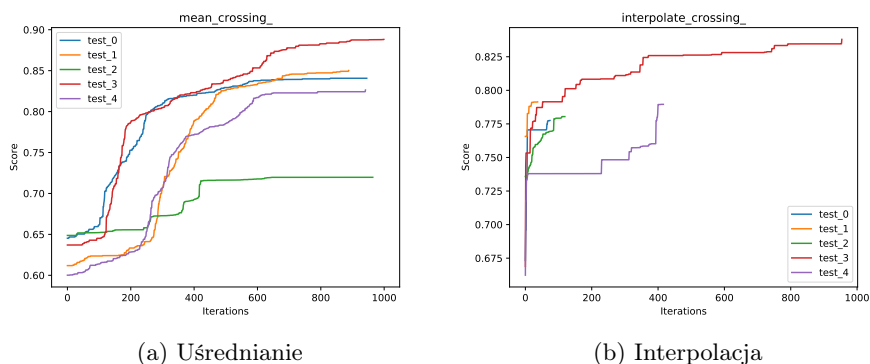 mean_crossing_
0.90
0.85
0.80
0.75
0.70
0.65
0.60
Score
test_0
test_1
test_2
test_3
test_4
0 200 400 600 800 1000
Iterations
(a) Uśrednianie
interpolate_crossing_
0.825
0.800
0.775
0.750
0.725
0.700
0.675
Score
test_0
test_1
test_2
test_3
test_4
0 200 400 600 800 1000
Iterations
(b) Interpolacja